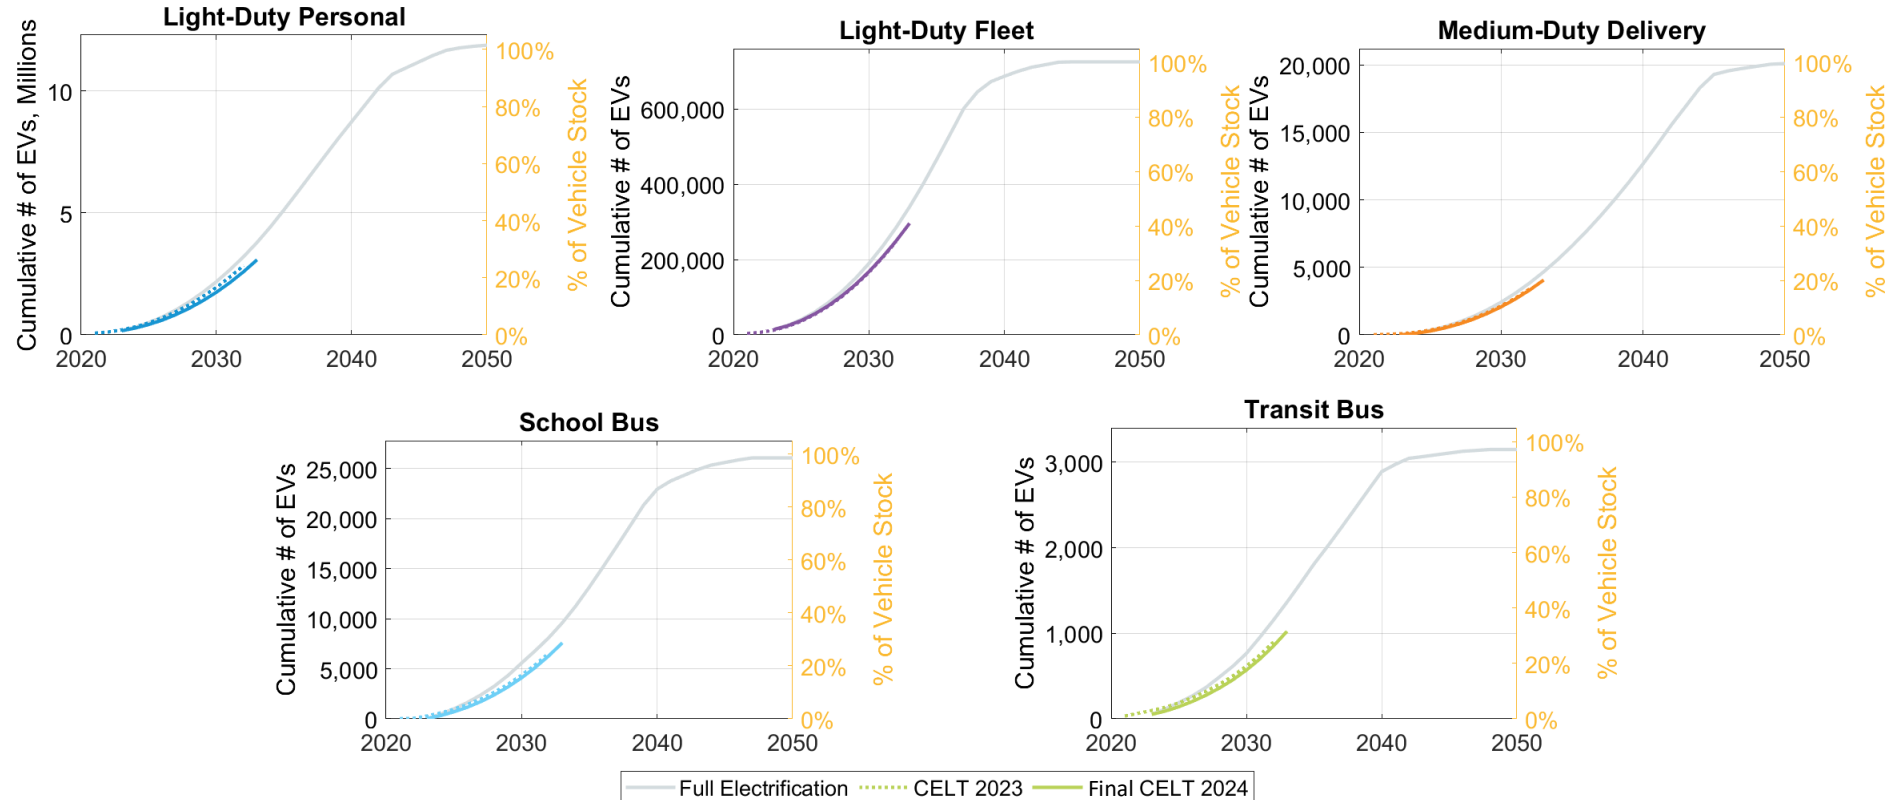 Light-Duty Personal
Cumulative # of EVs, Millions
10
5
0
2020 2030 2040 2050
100%
80%
60%
40%
20%
0%
% of Vehicle Stock
Light-Duty Fleet
Cumulative # of EVs
600,000
400,000
200,000
0
2020 2030 2040 2050
100%
80%
60%
40%
20%
0%
% of Vehicle Stock
Medium-Duty Delivery
Cumulative # of EVs
20,000
15,000
10,000
5,000
0
2020 2030 2040 2050
100%
80%
60%
40%
20%
0%
% of Vehicle Stock
School Bus
Cumulative # of EVs
25,000
20,000
15,000
10,000
5,000
0
2020 2030 2040 2050
100%
80%
60%
40%
20%
0%
% of Vehicle Stock
Transit Bus
Cumulative # of EVs
3,000
2,000
1,000
0
2020 2030 2040 2050
100%
80%
60%
40%
20%
0%
% of Vehicle Stock
Full Electrification CELT 2023 Final CELT 2024